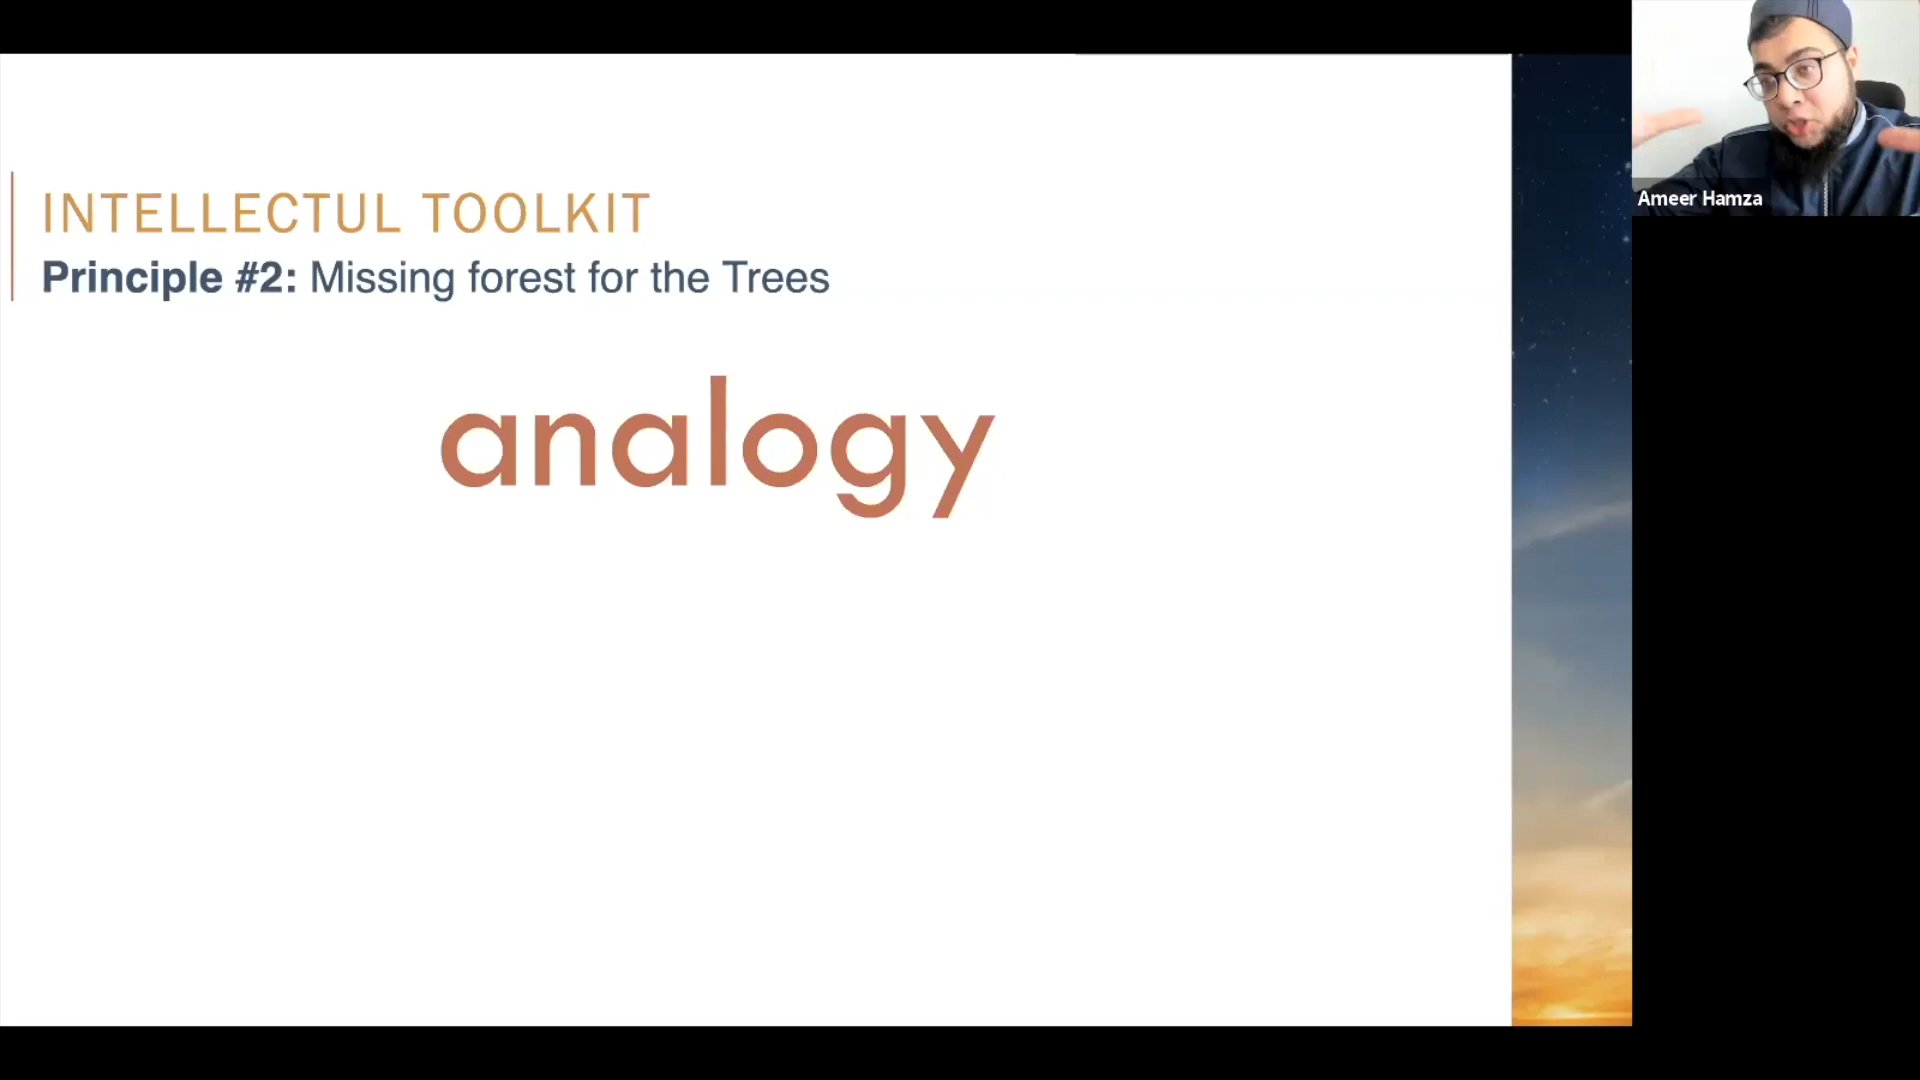 INTELLECTUL TOOLKIT
Principle #2: Missing forest for the Trees
analogy
Ameer Hamza